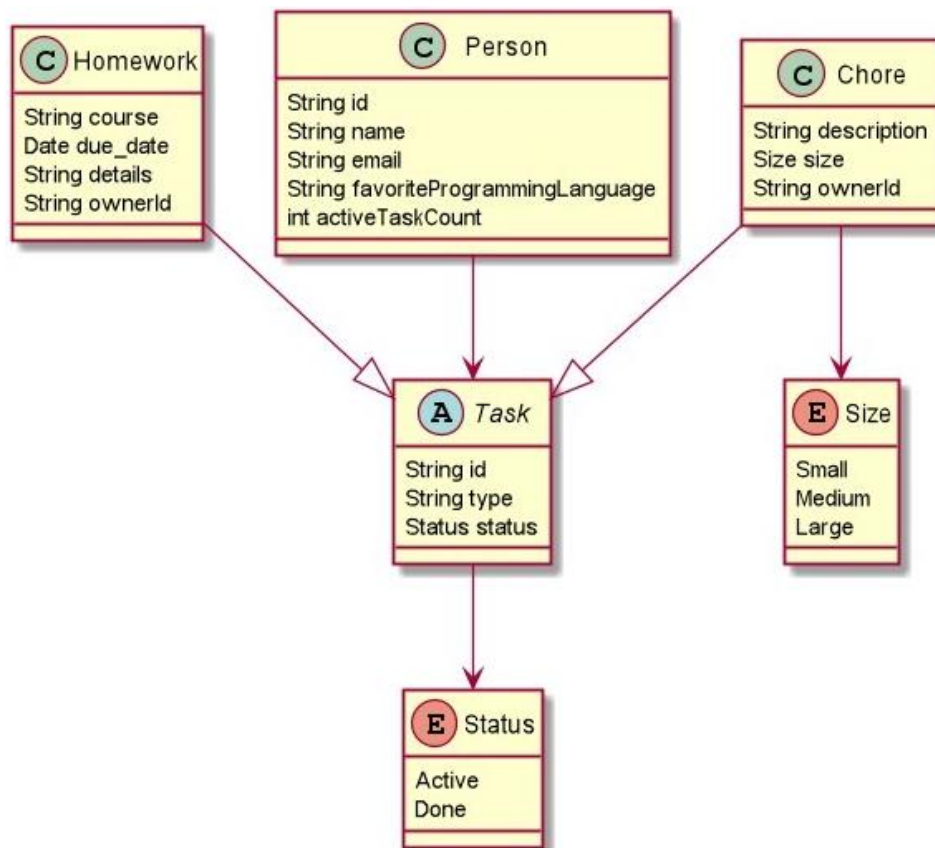 C Homework
String course
Date due_date
String details
String ownerId
C Person
String id
String name
String email
String favoriteProgrammingLanguage
int activeTaskCount
C Chore
String description
Size size
String ownerId
A Task
String id
String type
Status status
E Size
Small
Medium
Large
E Status
Active
Done